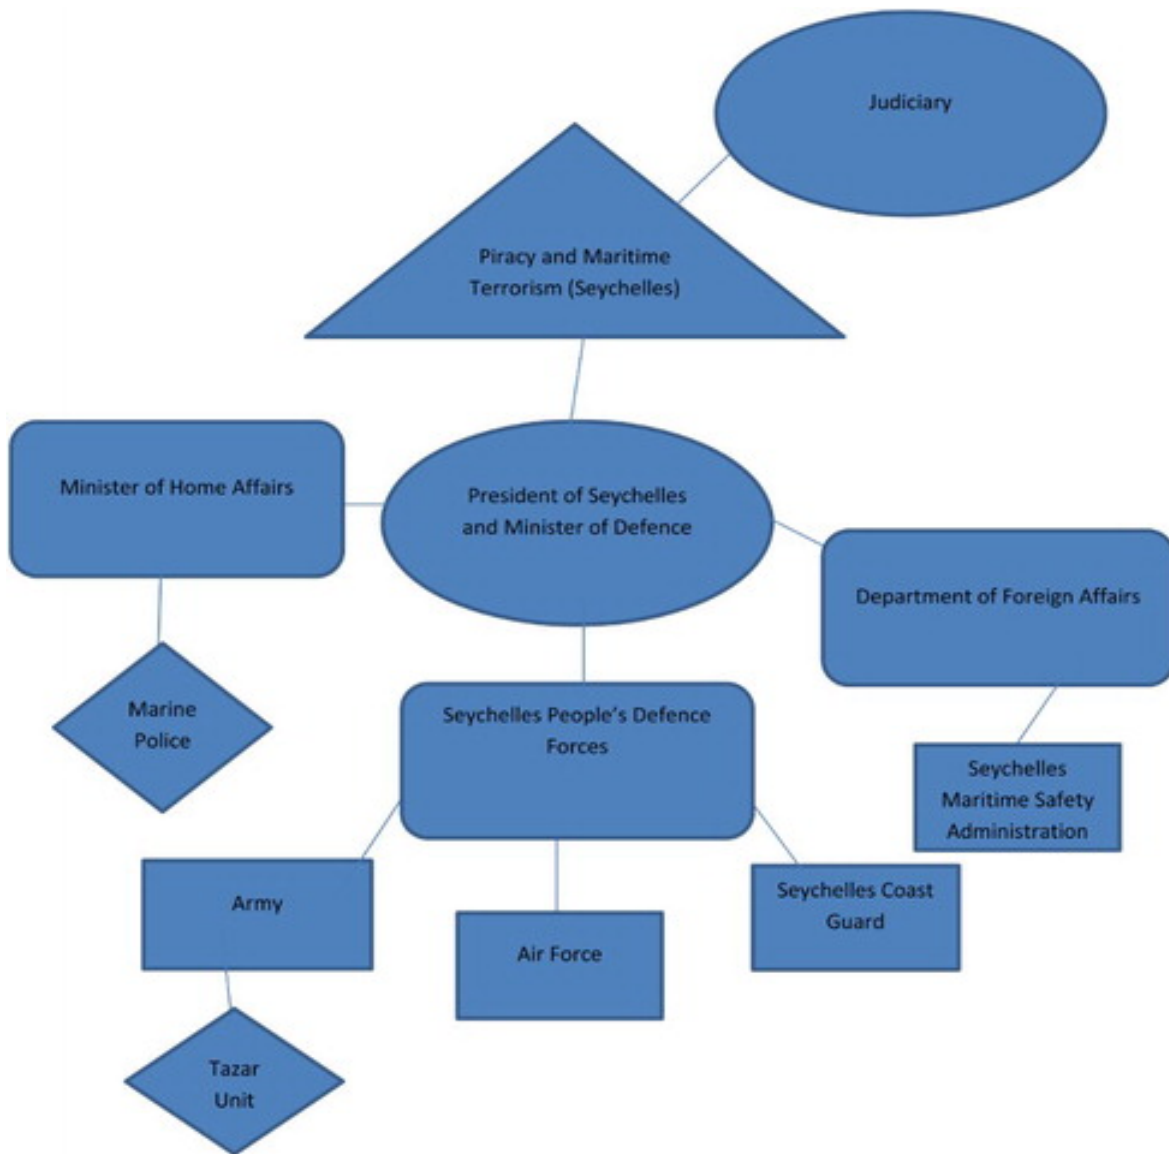 Judiciary
Piracy and Maritime
Terrorism (Seychelles)
Minister of Home Affairs
President of Seychelles
and Minister of Defence
Department of Foreign Affairs
Marine
Police
Seychelles People's Defence
Forces
Seychelles
Maritime Safety
Administration
Army
Air Force
Seychelles Coast
Guard
Tazar
Unit